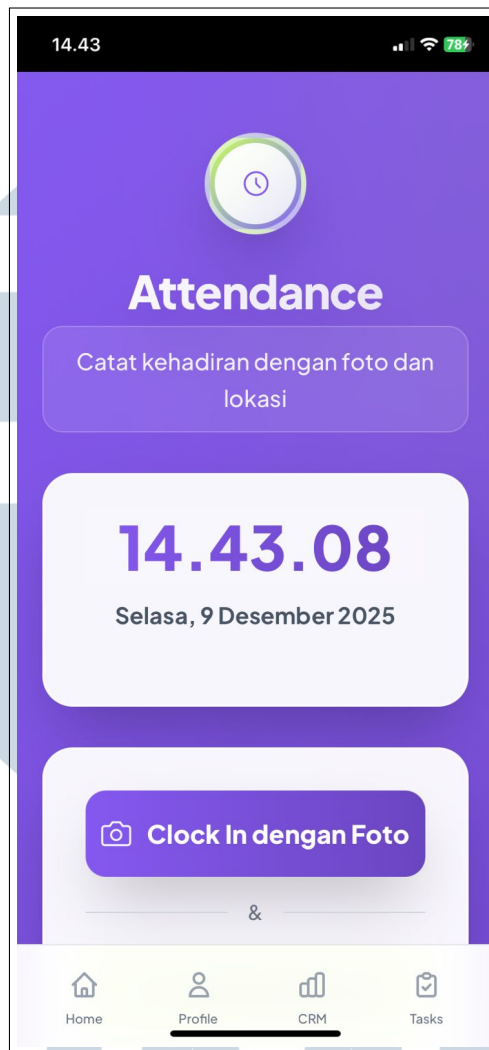 14.43
78
Attendance
Catat kehadiran dengan foto dan
lokasi
14.43.08
Selasa, 9 Desember 2025
Clock In dengan Foto
&
Home
Profile
CRM
Tasks